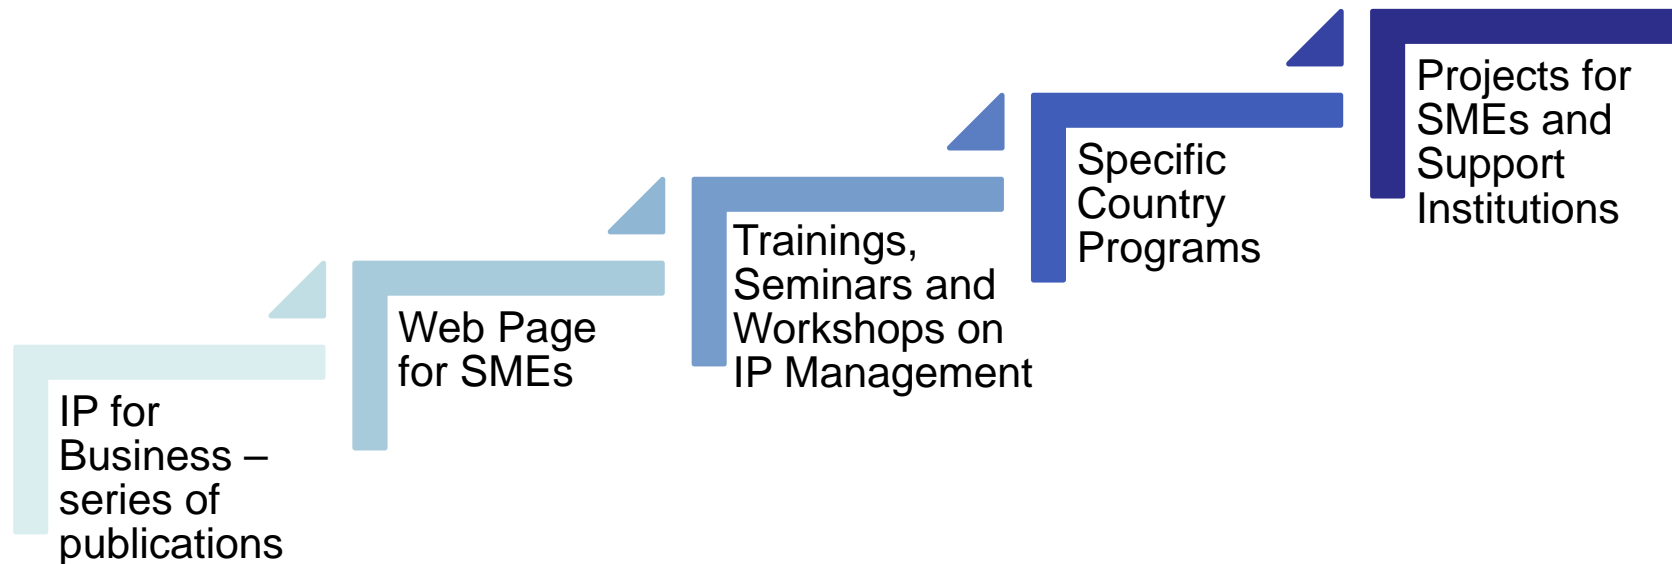 IP for
Business –
series of
publications
Web Page
for SMEs
Trainings,
Seminars and
Workshops on
IP Management
Specific
Country
Programs
Projects for
SMEs and
Support
Institutions